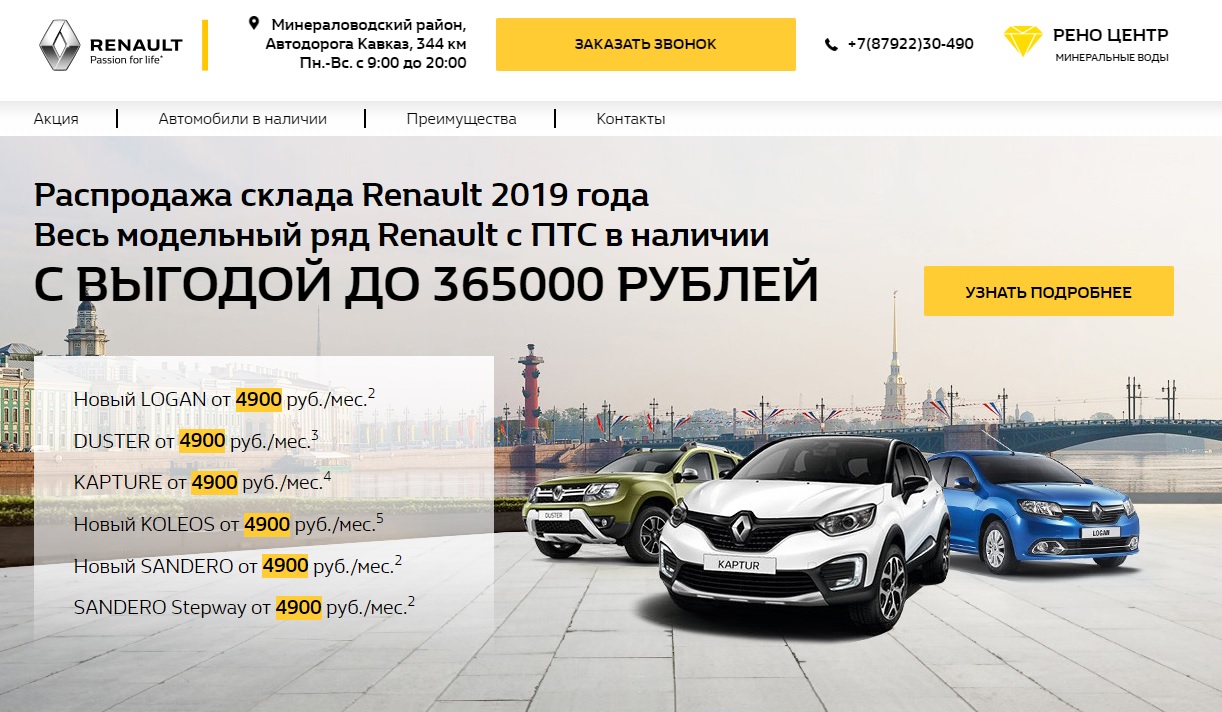 RENAULT
Passion for life*
Минераловодский район,
Автодорога Кавказ, 344 км
Пн.-Вс. с 9:00 до 20:00
ЗАКАЗАТЬ ЗВОНОК
+7(87922)30-490
РЕНО ЦЕНТР
МИНЕРАЛЬНЫЕ ВОДЫ
Акция
Автомобили в наличии
Преимущества
Контакты
Распродажа склада Renault 2019 года
Весь модельный ряд Renault с ПТС в наличии
С ВЫГОДОЙ ДО 365000 РУБЛЕЙ
УЗНАТЬ ПОДРОБНЕЕ
Новый LOGAN от 4900 руб./мес.2
DUSTER от 4900 руб./мес.3
KAPTURE от 4900 руб./мес.4
Новый KOLEOS от 4900 руб./мес.5
Новый SANDERO от 4900 руб./мес.2
SANDERO Stepway от 4900 руб./мес.2
DUSTER
KAPTUR
LOGAN